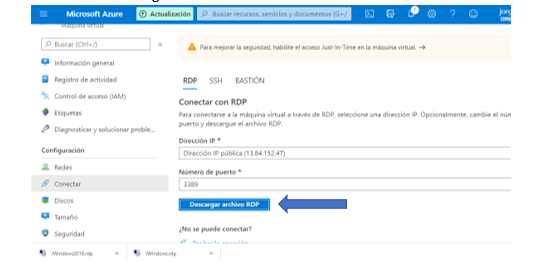 Microsoft Azure
Actualización
Buscar recursos, servicios y documentos (G+/
Máquina virtual
Buscar (Ctrl+/)
Para mejorar la seguridad, habilite el acceso Just-In-Time en la máquina virtual. →
Información general
Registro de actividad
Control de acceso (IAM)
Etiquetas
Diagnosticar y solucionar proble...
Configuración
Redes
Conectar
Discos
Tamaño
Seguridad
RDP SSH BASTIÓN
Conectar con RDP
Para conectarse a la máquina virtual a través de RDP, seleccione una dirección IP. Opcionalmente, cambie el núm
puerto y descargue el archivo RDP.
Dirección IP *
Dirección IP pública (13.84.152.47)
Número de puerto *
3389
Descargar archivo RDP
¿No se puede conectar?
Windows2016.rdp
Windows.rdp